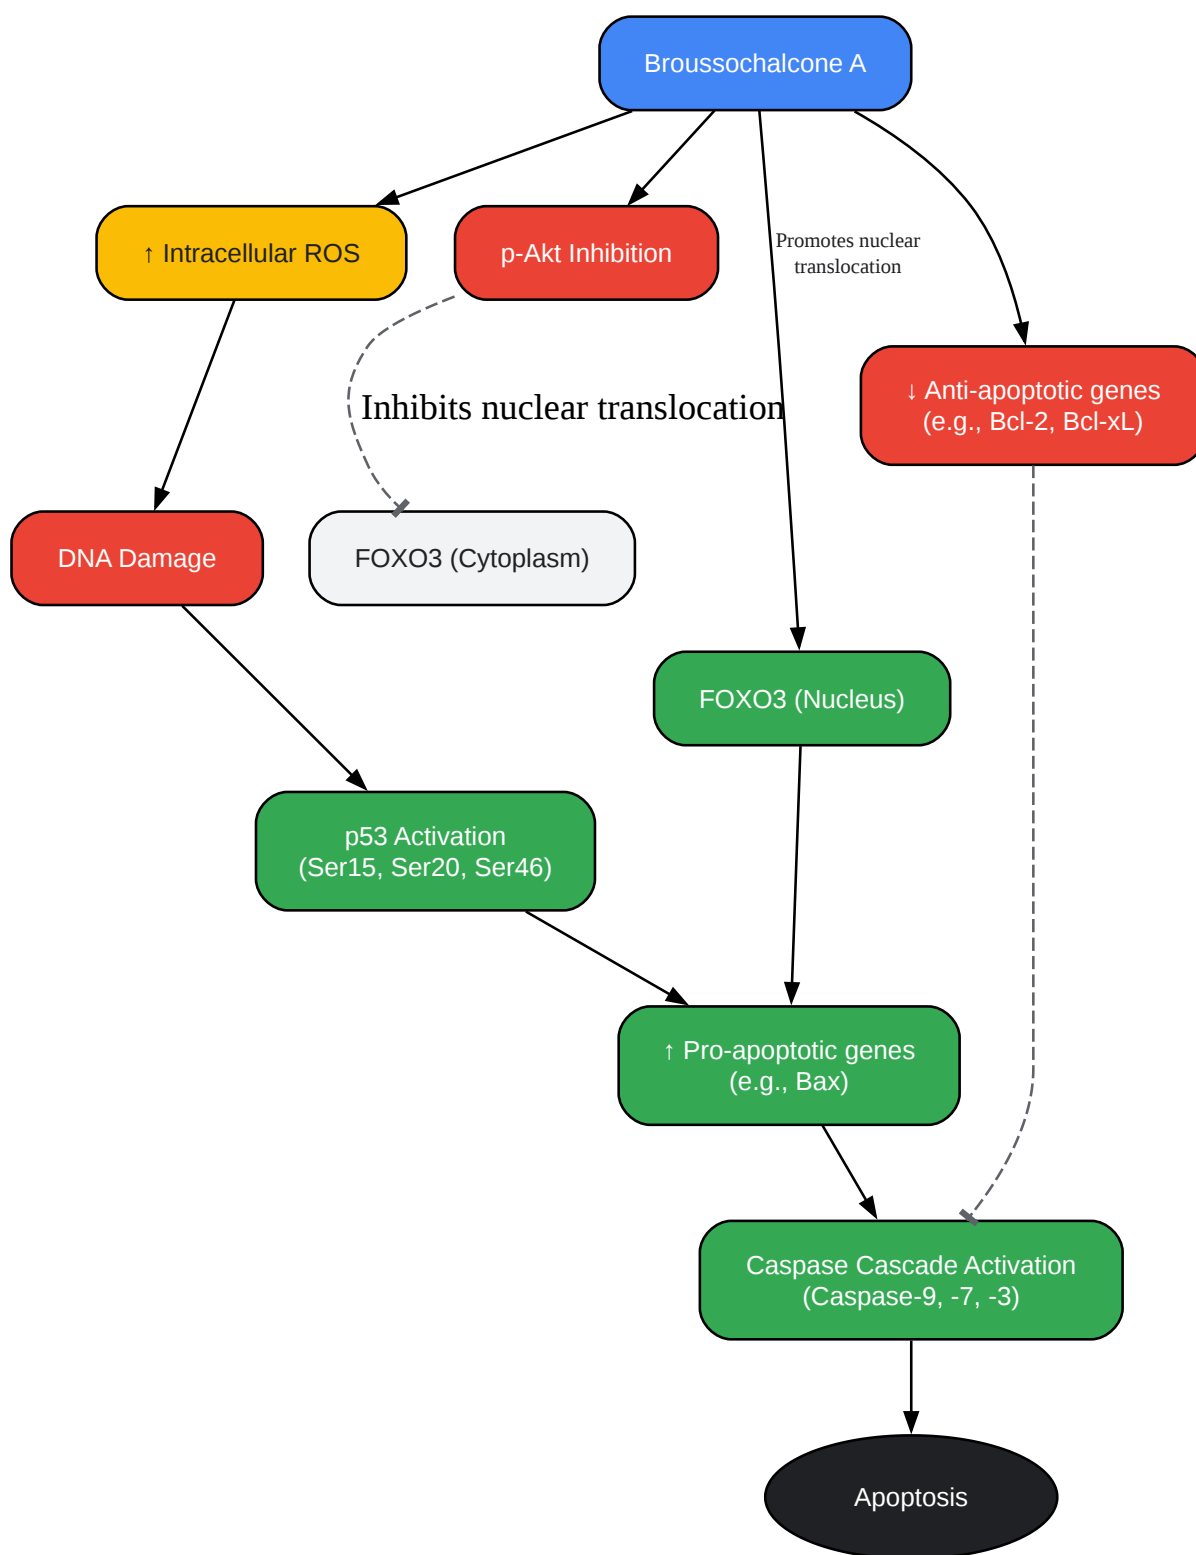 Broussochalcone A
↑ Intracellular ROS
p-Akt Inhibition
Promotes nuclear
translocation
↓ Anti-apoptotic genes
(e.g., Bcl-2, Bcl-xL)
Inhibits nuclear translocation
DNA Damage
FOXO3 (Cytoplasm)
FOXO3 (Nucleus)
p53 Activation
(Ser15, Ser20, Ser46)
↑ Pro-apoptotic genes
(e.g., Bax)
Caspase Cascade Activation
(Caspase-9, -7, -3)
Apoptosis